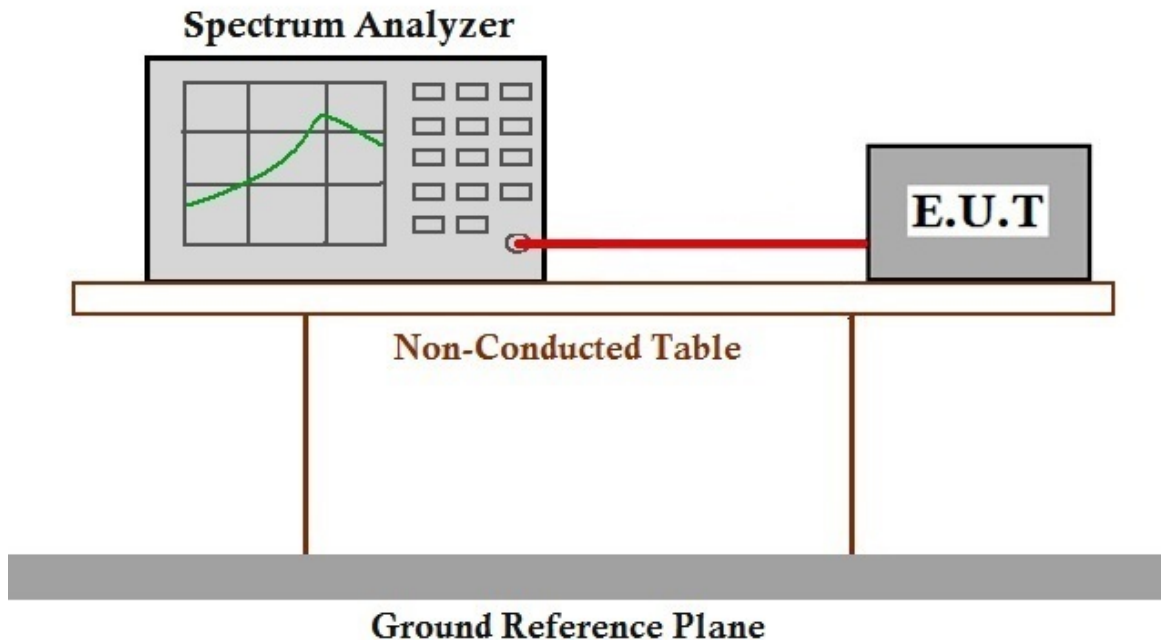 Spectrum Analyzer
E.U.T
Non-Conducted Table
Ground Reference Plane